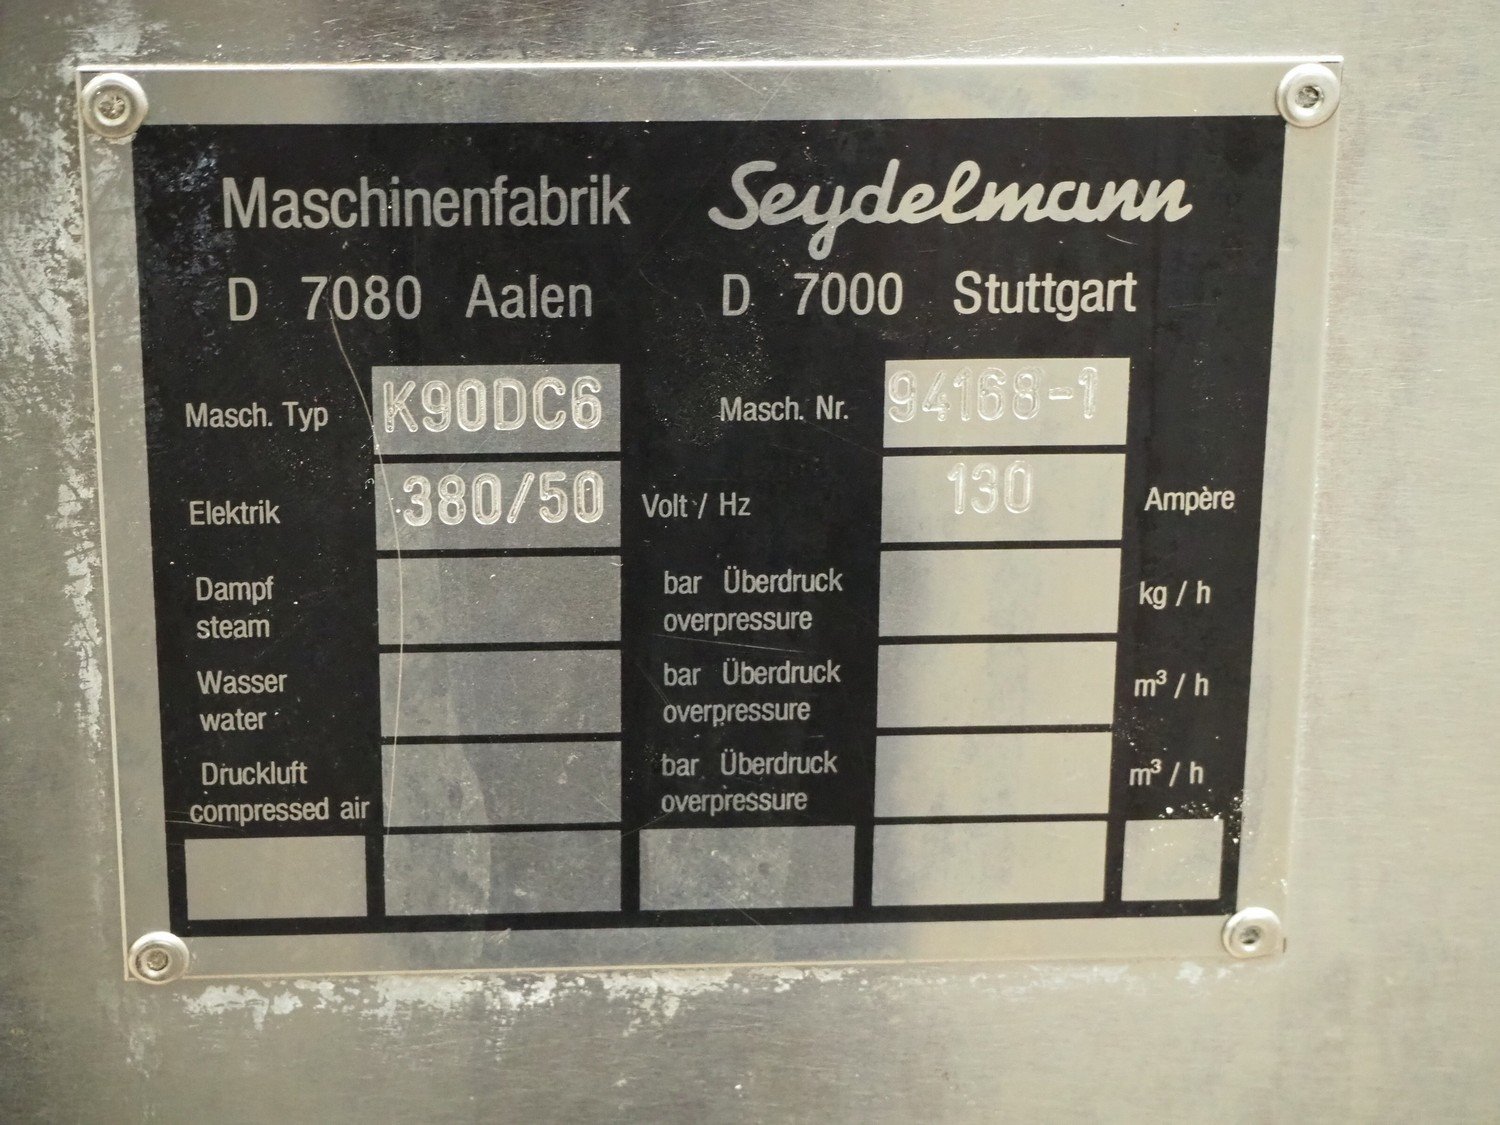 Maschinenfabrik Seydelmann
D 7080 Aalen D 7000 Stuttgart
Masch. Typ K90DC6 Masch. Nr. 94168-1
Elektrik 380/50 Volt / Hz 130 Ampère
Dampf bar Überdruck kg / h
steam overpressure
Wasser bar Überdruck m³ / h
water overpressure
Druckluft bar Überdruck m³ / h
compressed air overpressure